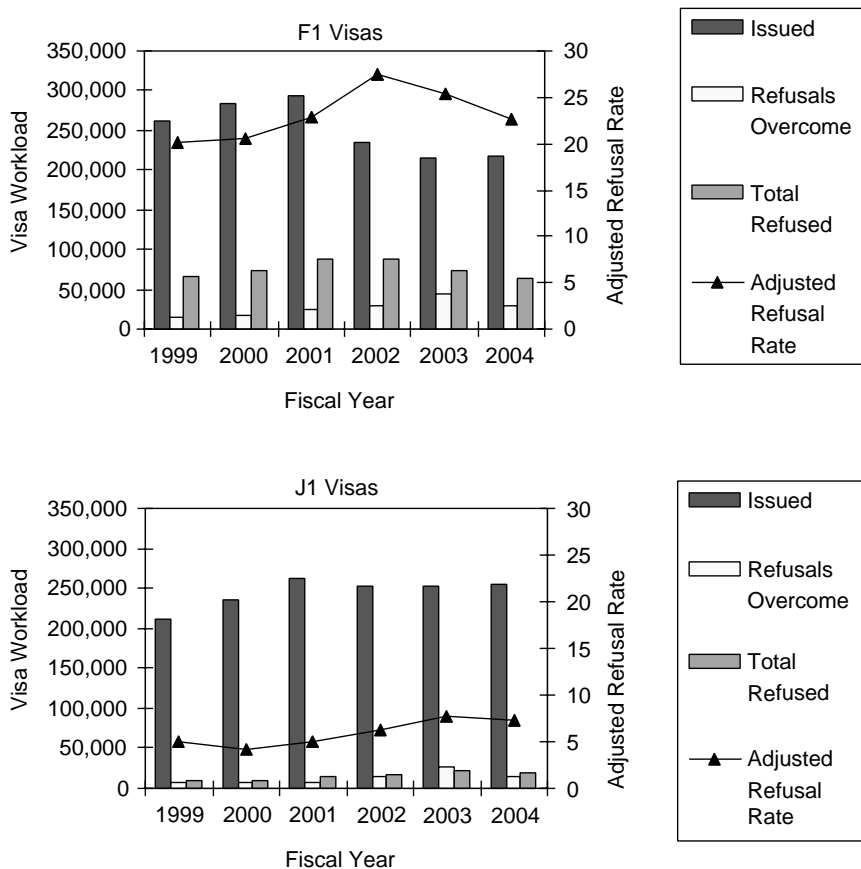 F1 Visas
350,000
300,000
250,000
200,000
150,000
100,000
50,000
0
Visa Workload
30
25
20
15
10
5
0
Adjusted Refusal Rate
1999 2000 2001 2002 2003 2004
Fiscal Year
Issued
Refusals
Overcome
Total
Refused
Adjusted
Refusal
Rate
J1 Visas
350,000
300,000
250,000
200,000
150,000
100,000
50,000
0
Visa Workload
30
25
20
15
10
5
0
Adjusted Refusal Rate
1999 2000 2001 2002 2003 2004
Fiscal Year
Issued
Refusals
Overcome
Total
Refused
Adjusted
Refusal
Rate